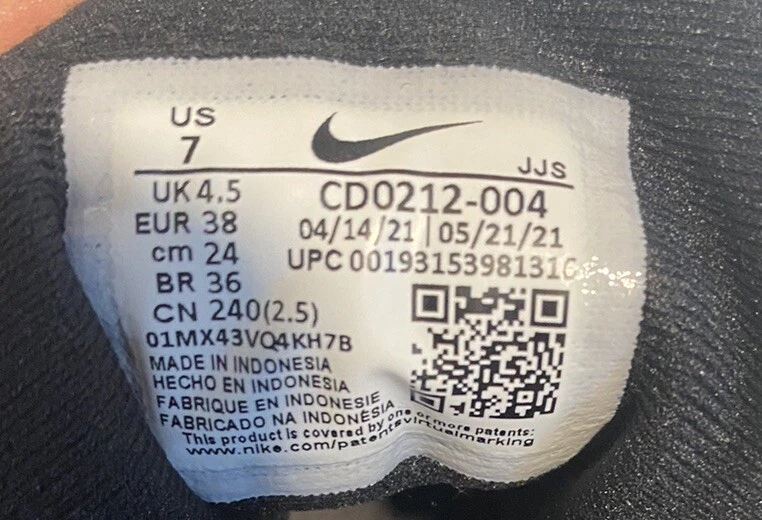 US
7
JJS
UK 4.5
CD0212-004
EUR 38
04/14/21 | 05/21/21
cm 24
UPC 00193153981316
BR 36
CN 240(2.5)
01MX43VQ4KH7B
MADE IN INDONESIA
HECHO EN INDONESIA
FABRIQUE EN INDONESIE
FABRICADO NA INDONÉSIA
This product is covered by one or more patents:
www.nike.com/patentsvirtualmarking